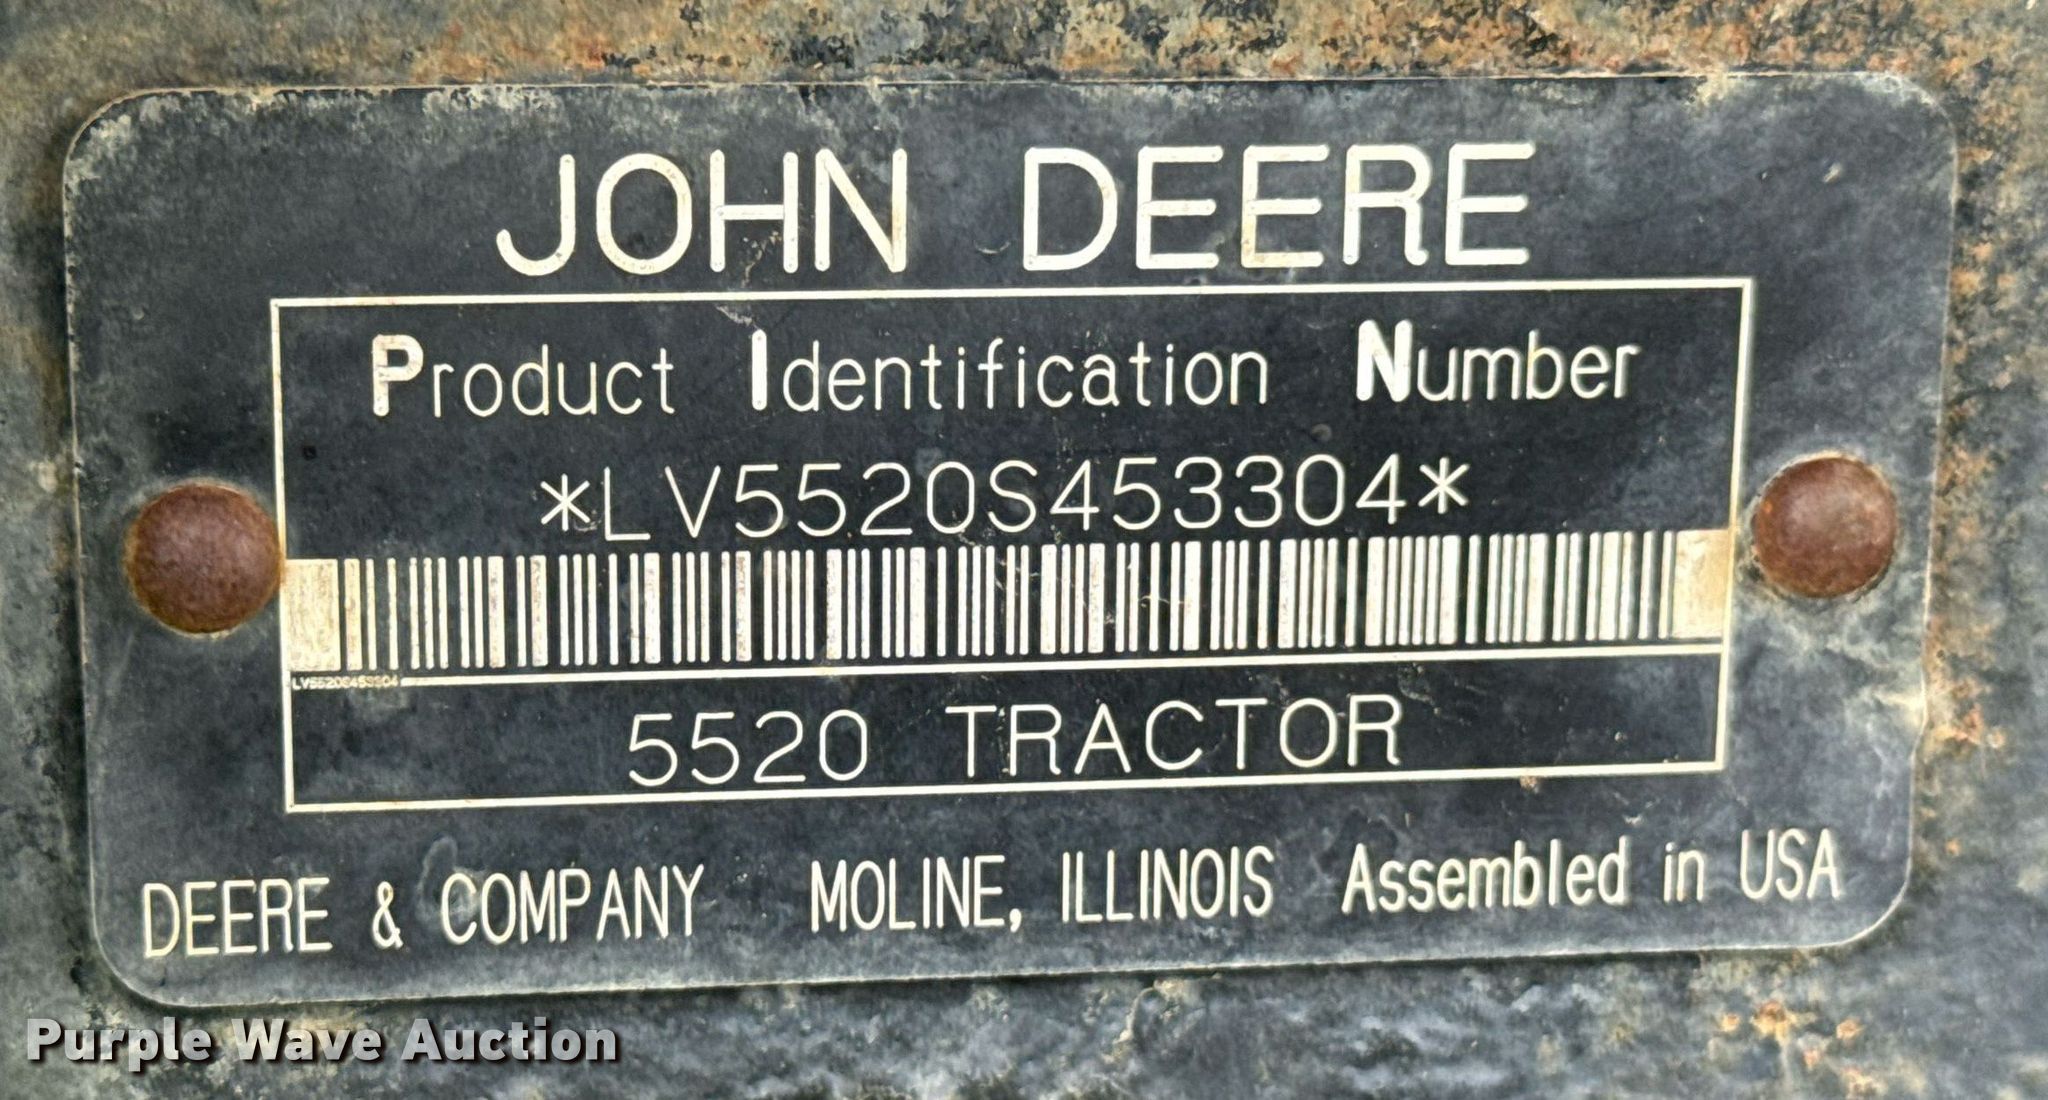 JOHN DEERE
Product Identification Number
*LV5520S453304*
LV5520S453304
5520 TRACTOR
DEERE & COMPANY MOLINE, ILLINOIS Assembled in USA
Purple Wave Auction